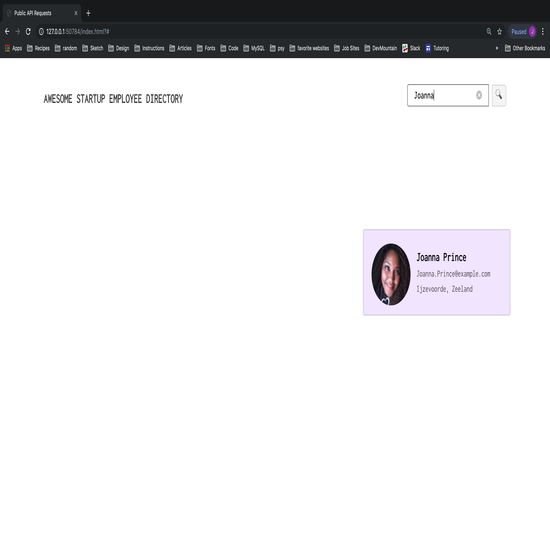 Public API Requests
127.0.0.1:50784/index.html?#
Paused
J
Apps
Recipes
random
Sketch
Design
Instructions
Articles
Fonts
Code
MySQL
psy
favorite websites
Job Sites
DevMountain
Slack
Tutoring
Other Bookmarks
AWESOME STARTUP EMPLOYEE DIRECTORY
Joanna
Joanna Prince
Joanna.Prince@example.com
Ijzevoorde, Zeeland